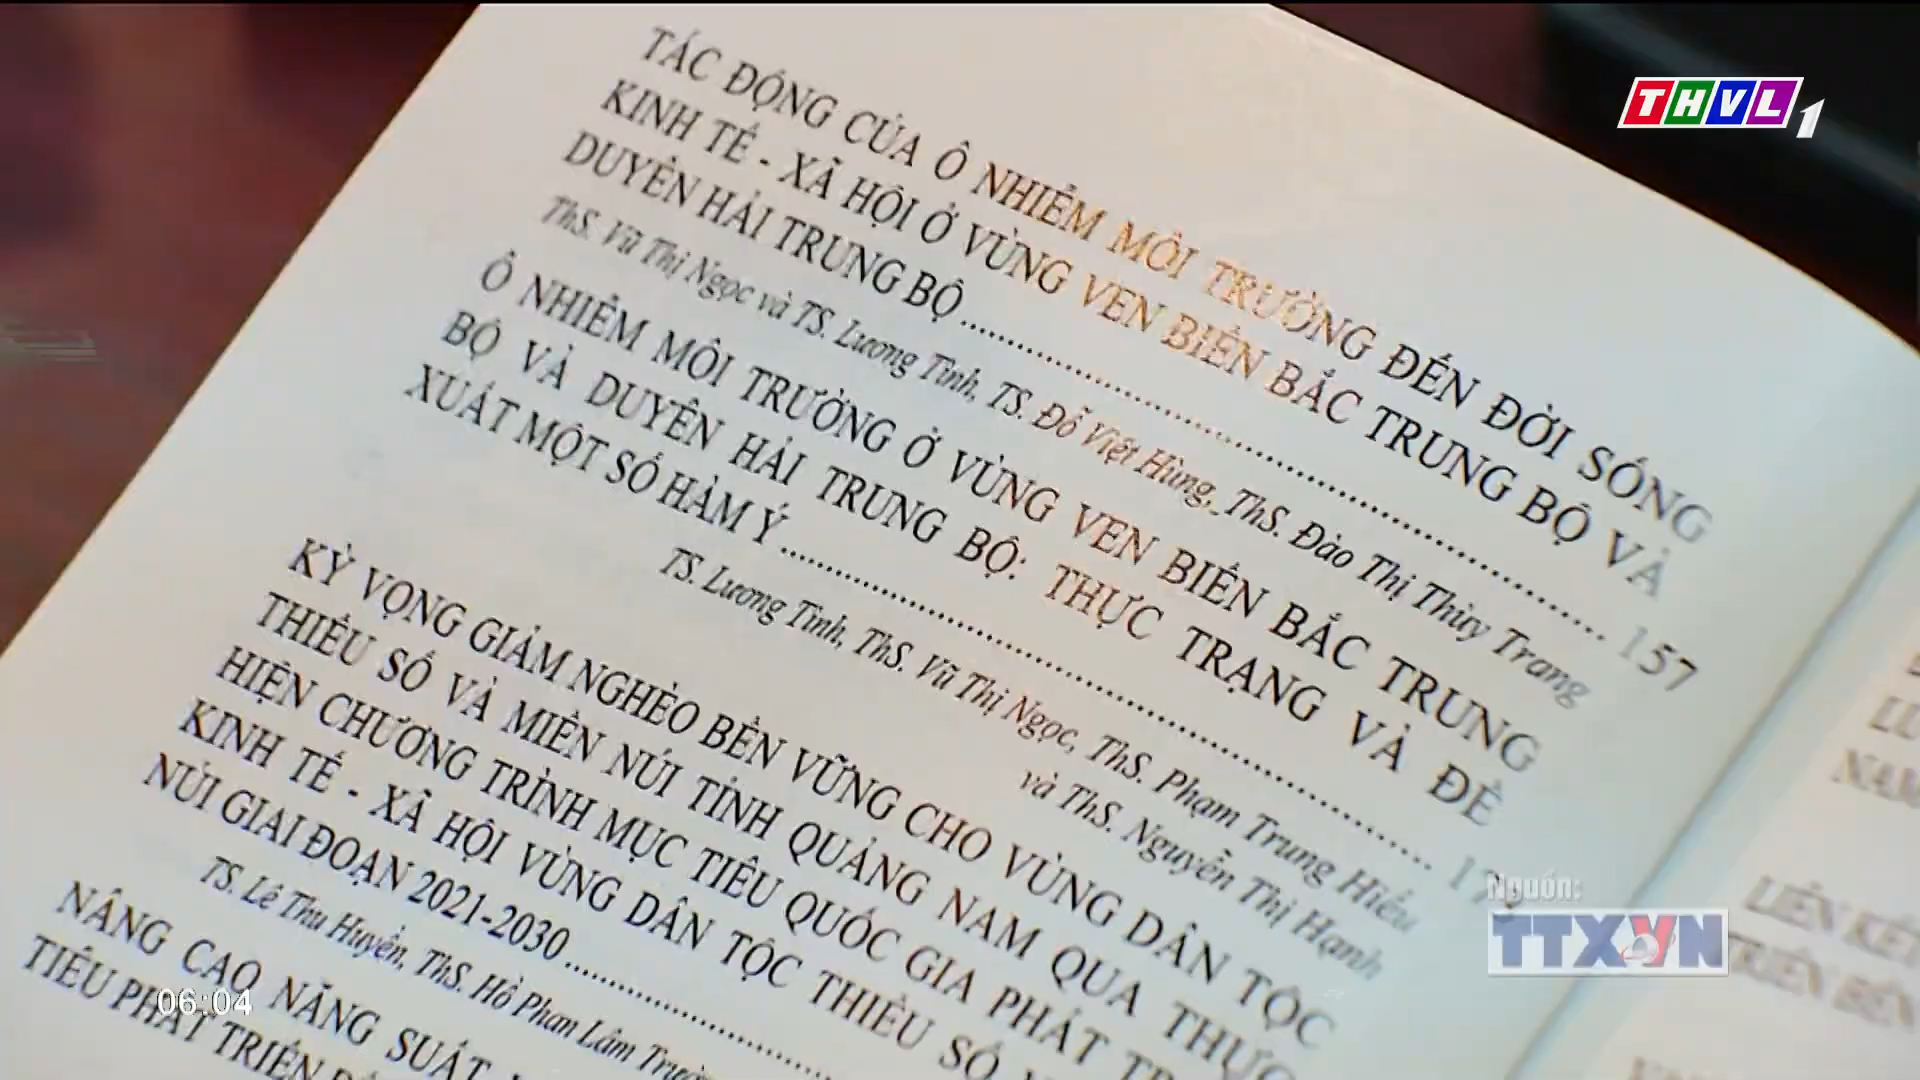 TÁC ĐỘNG CỦA Ô NHIỄM MÔI TRƯỜNG ĐẾN ĐỜI SỐNG
KINH TẾ - XÃ HỘI Ở VÙNG VEN BIỂN BẮC TRUNG BỘ VÀ
DUYÊN HẢI TRUNG BỘ .......... 157
ThS. Vũ Thị Ngọc và TS. Lương Tình, TS. Đỗ Việt Hùng, ThS. Đào Thị Thùy Trang
Ô NHIỄM MÔI TRƯỜNG Ở VÙNG VEN BIỂN BẮC TRUNG
BỘ VÀ DUYÊN HẢI TRUNG BỘ: THỰC TRẠNG VÀ ĐỀ
XUẤT MỘT SỐ HÀM Ý ..........
TS. Lương Tình, ThS. Vũ Thị Ngọc, ThS. Phạm Trung Hiếu
và ThS. Nguyễn Thị Hạnh
KỲ VỌNG GIẢM NGHÈO BỀN VỮNG CHO VÙNG DÂN TỘC
THIỂU SỐ VÀ MIỀN NÚI TỈNH QUẢNG NAM QUA THỰC
HIỆN CHƯƠNG TRÌNH MỤC TIÊU QUỐC GIA PHÁT
KINH TẾ - XÃ HỘI VÙNG DÂN TỘC THIỂU SỐ
NÚI GIAI ĐOẠN 2021-2030 ..........
TS. Lê Thu Huyền, ThS. Hồ Phan Lâm
NÂNG CAO NĂNG SUẤT
TIÊU PHÁT TRIỂN
LIÊN KẾT
TRIỂN BỀN
NAM
THVL1
Nguồn:
TTXVN
06:04